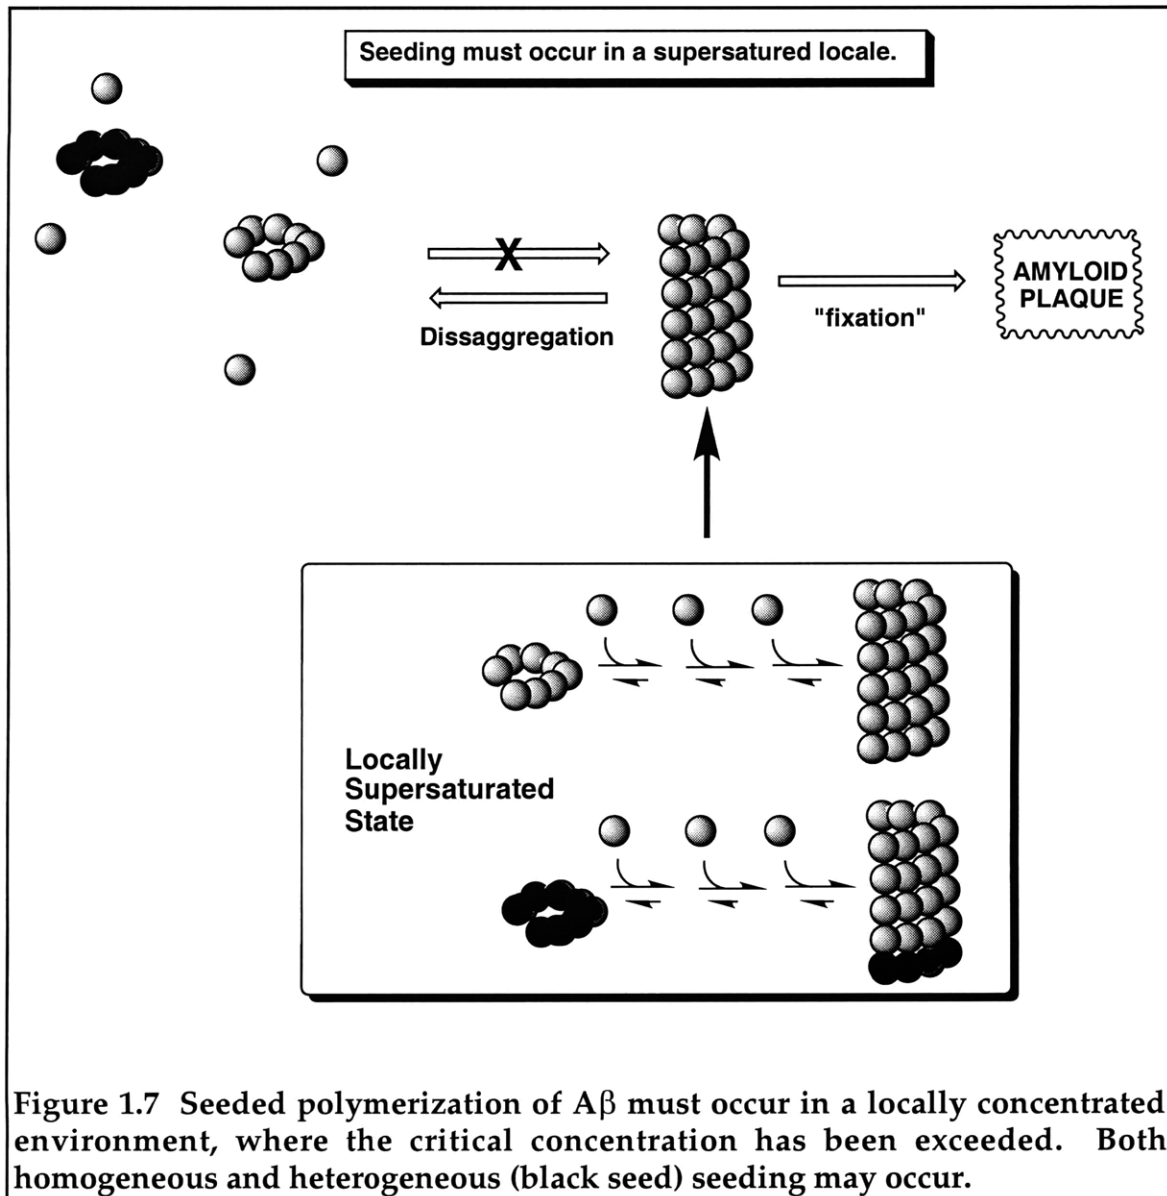 Seeding must occur in a supersatured locale.
X
Dissaggregation
"fixation"
AMYLOID
PLAQUE
Locally
Supersaturated
State
Figure 1.7 Seeded polymerization of Aβ must occur in a locally concentrated
environment, where the critical concentration has been exceeded. Both
homogeneous and heterogeneous (black seed) seeding may occur.